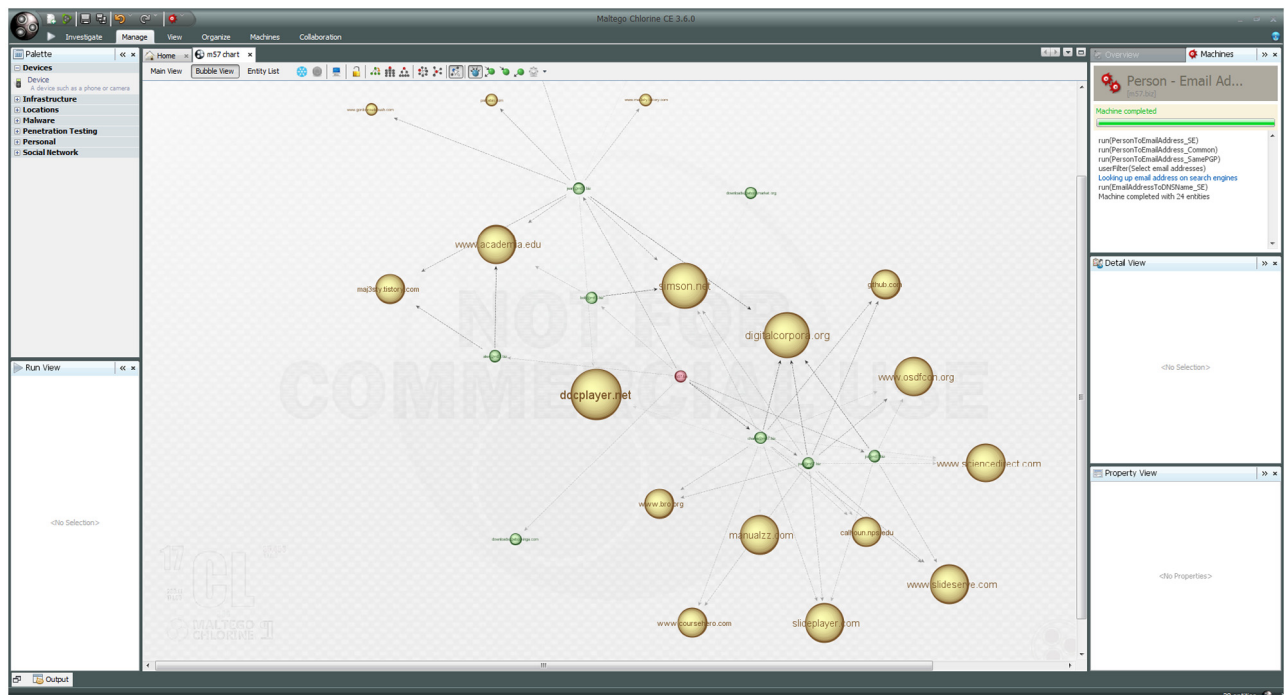 Maltego Chlorine CE 3.6.0
Investigate Manage View Organize Machines Collaboration
Palette
Devices
Device
A device such as a phone or camera
Infrastructure
Locations
Malware
Penetration Testing
Personal
Social Network
Run View
<No Selection>
Home m57 chart
Main View Bubble View Entity List
www.academia.edu
maj3sty.tistory.com
simson.net
github.com
digitalcorpora.org
www.osdfcon.org
docplayer.net
www.sciencedirect.com
www.bro.org
manualzz.com
calhoun.nps.edu
www.slideserve.com
www.coursehero.com
slideplayer.com
NOT FOR
COMMERCIAL USE
MALTEGO
CHLORINE
Overview Machines
Person - Email Ad...
[m57.biz]
Machine completed
run(PersonToEmailAddress_SE)
run(PersonToEmailAddress_Common)
run(PersonToEmailAddress_SamePGP)
userFilter(Select email addresses)
Looking up email address on search engines
run(EmailAddressToDNSName_SE)
Machine completed with 24 entities
Detail View
<No Selection>
Property View
<No Properties>
Output